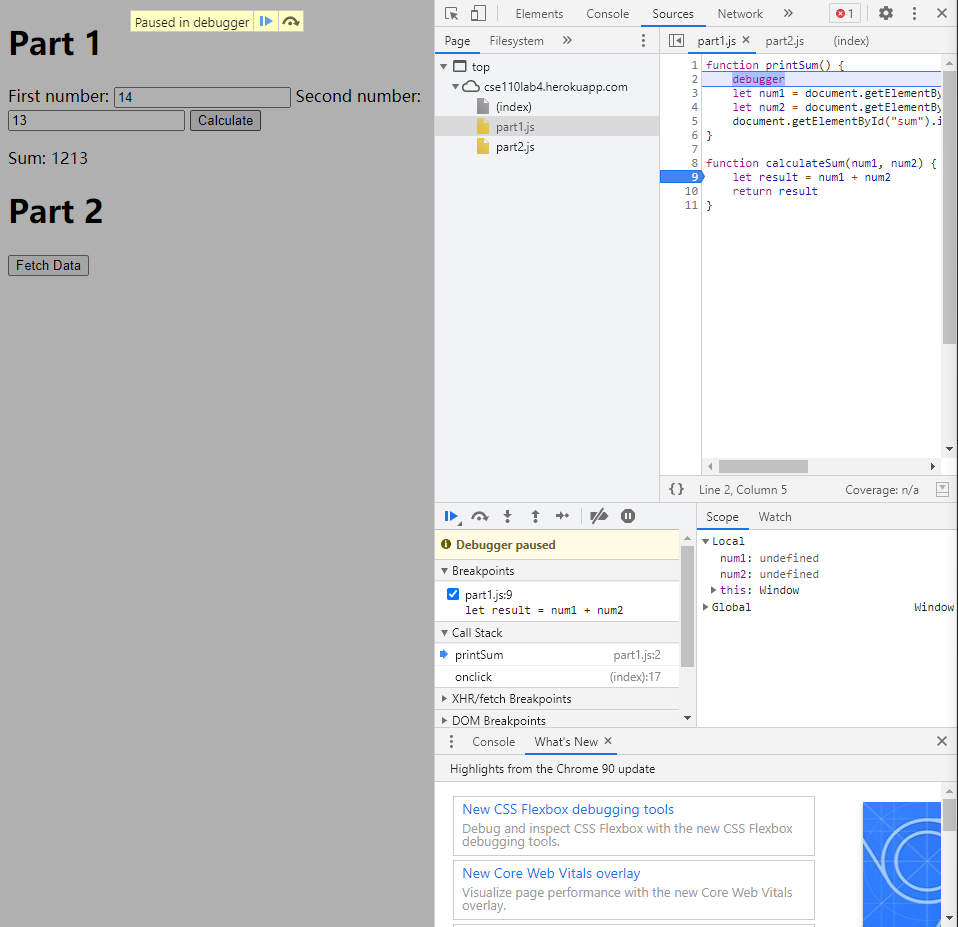 Paused in debugger
Part 1
First number: 14 Second number:
13 Calculate
Sum: 1213
Part 2
Fetch Data
Elements Console Sources Network » 1
Page Filesystem »
top
cse110lab4.herokuapp.com
(index)
part1.js
part2.js
part1.js × part2.js (index)
1 function printSum() {
2 debugger
3 let num1 = document.getElementBy
4 let num2 = document.getElementBy
5 document.getElementById("sum").i
6 }
7
8 function calculateSum(num1, num2) {
9 let result = num1 + num2
10 return result
11 }
{} Line 2, Column 5 Coverage: n/a
Debugger paused
Breakpoints
part1.js:9
let result = num1 + num2
Call Stack
printSum part1.js:2
onclick (index):17
XHR/fetch Breakpoints
DOM Breakpoints
Scope Watch
Local
num1: undefined
num2: undefined
this: Window
Global Window
Console What's New ×
Highlights from the Chrome 90 update
New CSS Flexbox debugging tools
Debug and inspect CSS Flexbox with the new CSS Flexbox
debugging tools.
New Core Web Vitals overlay
Visualize page performance with the new Core Web Vitals
overlay.